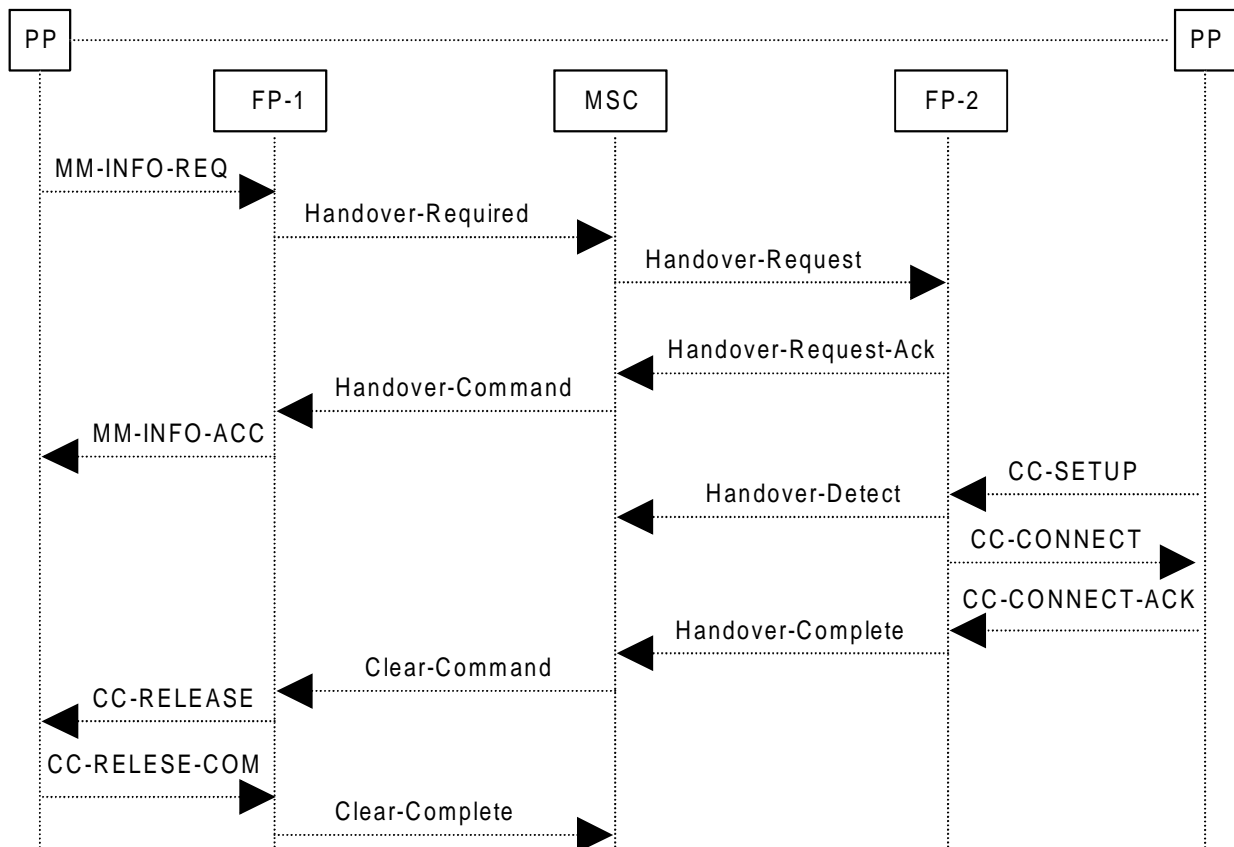 PP
PP
FP-1
MSC
FP-2
MM-INFO-REQ
Handover-Required
Handover-Request
Handover-Request-Ack
Handover-Command
MM-INFO-ACC
CC-SETUP
Handover-Detect
CC-CONNECT
CC-CONNECT-ACK
Handover-Complete
Clear-Command
CC-RELEASE
CC-RELESE-COM
Clear-Complete